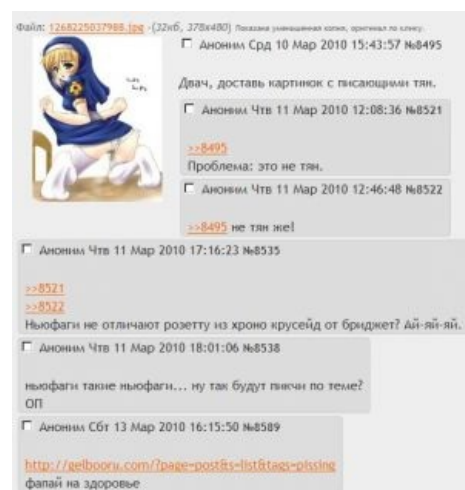 Файл: 1268225037988.jpg -(32кб, 378x480) Показана уменьшенная копия, оригинал по клику.
Аноним Срд 10 Мар 2010 15:43:57 №8495
Двач, доставь картинок с писающими тян.
Аноним Чтв 11 Мар 2010 12:08:36 №8521
>>8495
Проблема: это не тян.
Аноним Чтв 11 Мар 2010 12:46:48 №8522
>>8495 не тян же!
Аноним Чтв 11 Мар 2010 17:16:23 №8535
>>8521
>>8522
Ньюфаги не отличают розетту из хроно крусейд от бриджет? Ай-яй-яй.
Аноним Чтв 11 Мар 2010 18:01:06 №8538
ньюфаги такие ньюфаги... ну так будут пикчи по теме?
ОП
Аноним Сбт 13 Мар 2010 16:15:50 №8589
http://gelbooru.com/?page=post&s=list&tags=pissing
фапай на здоровье